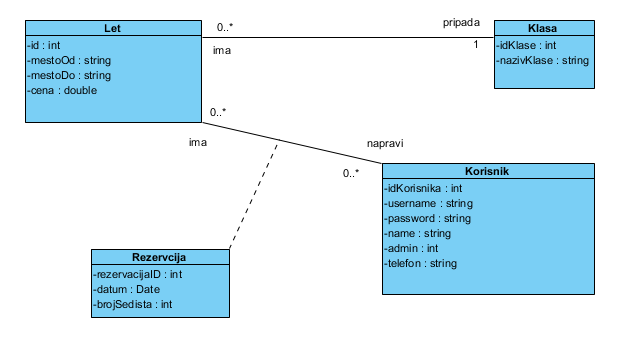 Let
-id : int
-mestoOd : string
-mestoDo : string
-cena : double
0..*
ima
pripada
1
Klasa
-idKlase : int
-nazivKlase : string
0..*
ima
napravi
0..*
Korisnik
-idKorisnika : int
-username : string
-password : string
-name : string
-admin : int
-telefon : string
Rezervcija
-rezervacijaID : int
-datum : Date
-brojSedista : int